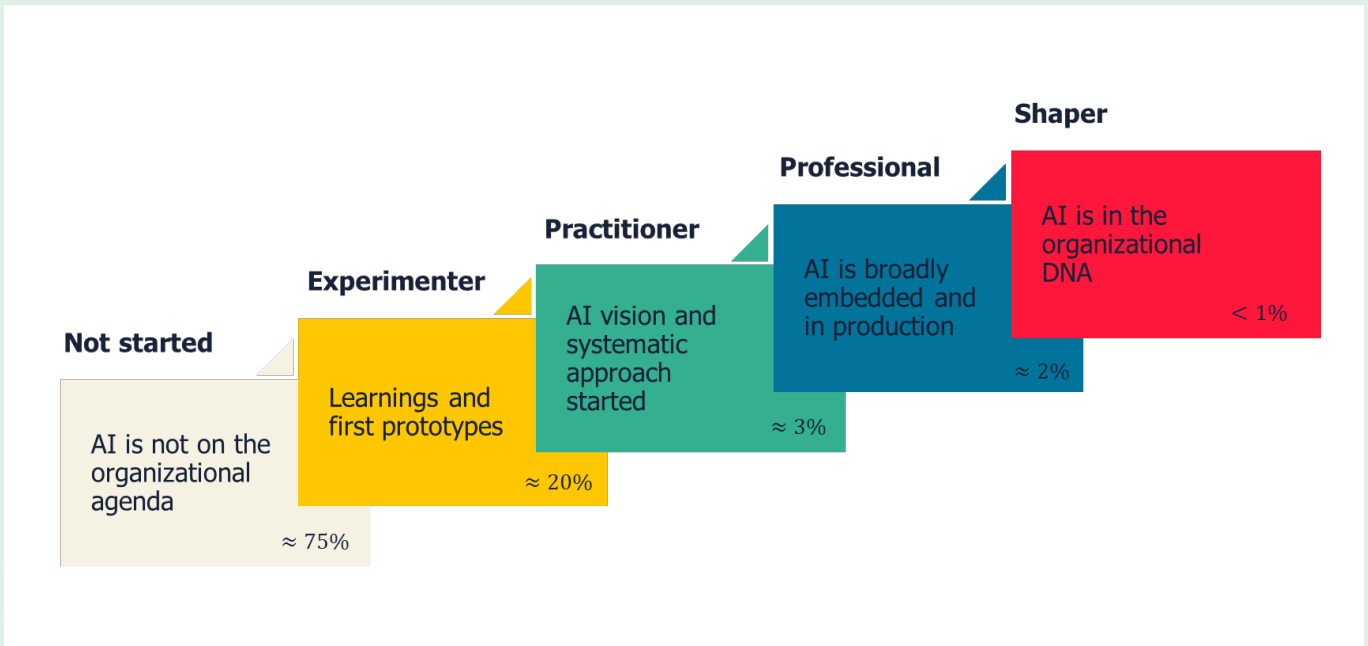 Not started
AI is not on the
organizational
agenda
≈ 75%
Experimenter
Learnings and
first prototypes
≈ 20%
Practitioner
AI vision and
systematic
approach
started
≈ 3%
Professional
AI is broadly
embedded and
in production
≈ 2%
Shaper
AI is in the
organizational
DNA
< 1%